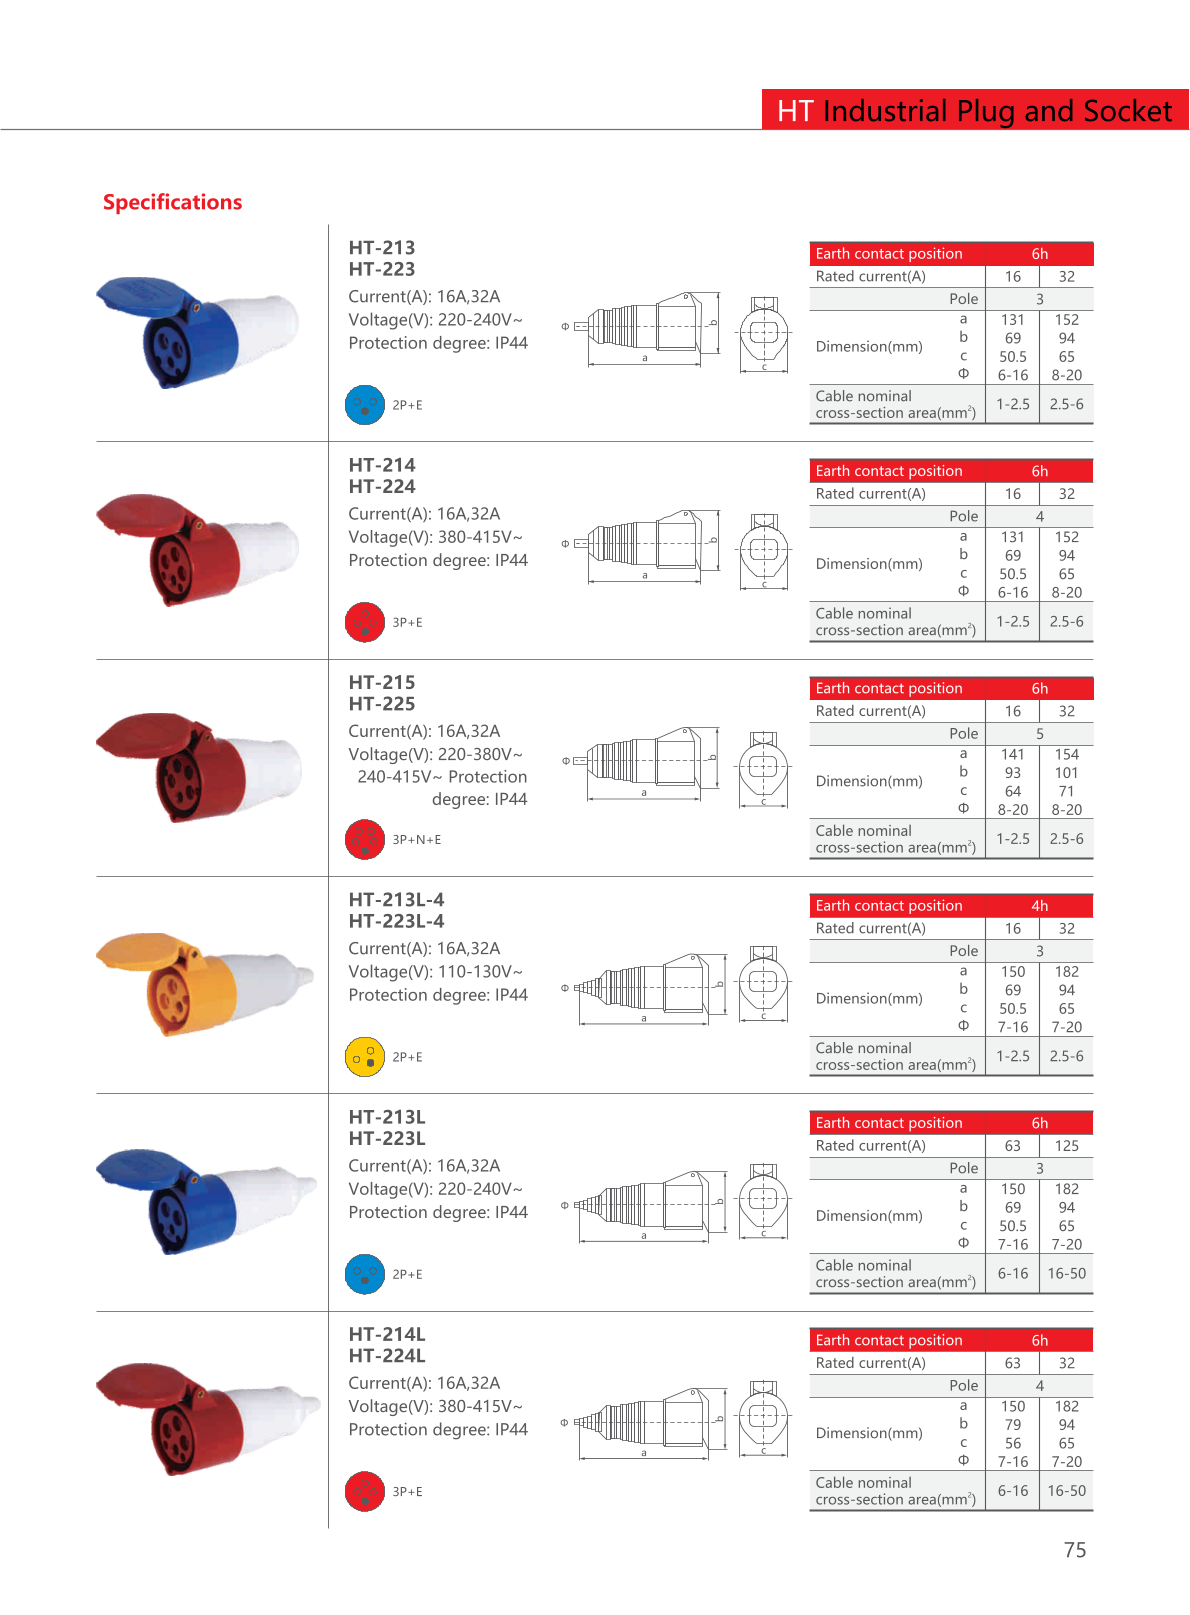 HT Industrial Plug and Socket
Specifications
HT-213
HT-223
Current(A): 16A,32A
Voltage(V): 220-240V~
Protection degree: IP44
2P+E
Φ
a
b
c
Earth contact position 6h
Rated current(A) 16 32
Pole 3
Dimension(mm)
a 131 152
b 69 94
c 50.5 65
Φ 6-16 8-20
Cable nominal
cross-section area(mm²) 1-2.5 2.5-6
HT-214
HT-224
Current(A): 16A,32A
Voltage(V): 380-415V~
Protection degree: IP44
3P+E
Φ
a
b
c
Earth contact position 6h
Rated current(A) 16 32
Pole 4
Dimension(mm)
a 131 152
b 69 94
c 50.5 65
Φ 6-16 8-20
Cable nominal
cross-section area(mm²) 1-2.5 2.5-6
HT-215
HT-225
Current(A): 16A,32A
Voltage(V): 220-380V~
240-415V~ Protection
degree: IP44
3P+N+E
Φ
a
b
c
Earth contact position 6h
Rated current(A) 16 32
Pole 5
Dimension(mm)
a 141 154
b 93 101
c 64 71
Φ 8-20 8-20
Cable nominal
cross-section area(mm²) 1-2.5 2.5-6
HT-213L-4
HT-223L-4
Current(A): 16A,32A
Voltage(V): 110-130V~
Protection degree: IP44
2P+E
Φ
a
b
c
Earth contact position 4h
Rated current(A) 16 32
Pole 3
Dimension(mm)
a 150 182
b 69 94
c 50.5 65
Φ 7-16 7-20
Cable nominal
cross-section area(mm²) 1-2.5 2.5-6
HT-213L
HT-223L
Current(A): 16A,32A
Voltage(V): 220-240V~
Protection degree: IP44
2P+E
Φ
a
b
c
Earth contact position 6h
Rated current(A) 63 125
Pole 3
Dimension(mm)
a 150 182
b 69 94
c 50.5 65
Φ 7-16 7-20
Cable nominal
cross-section area(mm²) 6-16 16-50
HT-214L
HT-224L
Current(A): 16A,32A
Voltage(V): 380-415V~
Protection degree: IP44
3P+E
Φ
a
b
c
Earth contact position 6h
Rated current(A) 63 32
Pole 4
Dimension(mm)
a 150 182
b 79 94
c 56 65
Φ 7-16 7-20
Cable nominal
cross-section area(mm²) 6-16 16-50
75